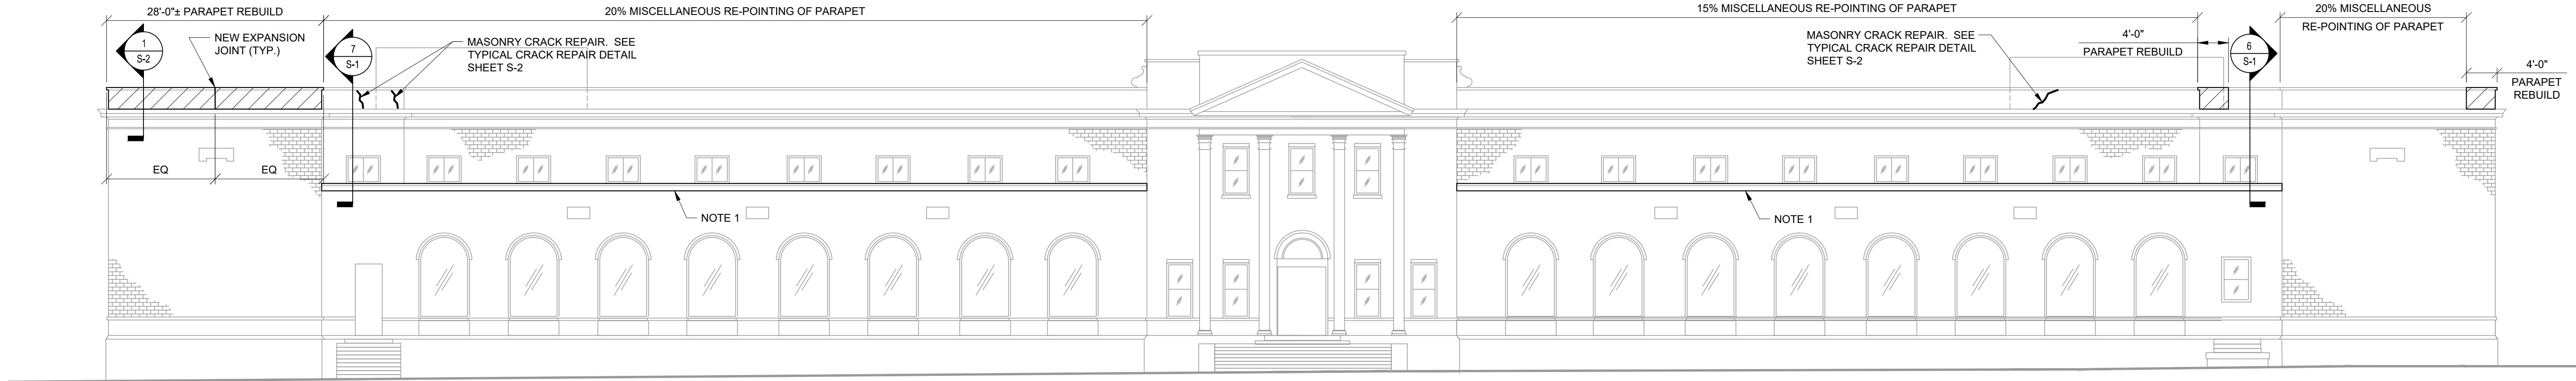 28'-0"± PARAPET REBUILD
20% MISCELLANEOUS RE-POINTING OF PARAPET
15% MISCELLANEOUS RE-POINTING OF PARAPET
20% MISCELLANEOUS
RE-POINTING OF PARAPET
1
S-2
NEW EXPANSION
JOINT (TYP.)
7
S-1
MASONRY CRACK REPAIR. SEE
TYPICAL CRACK REPAIR DETAIL
SHEET S-2
MASONRY CRACK REPAIR. SEE
TYPICAL CRACK REPAIR DETAIL
SHEET S-2
4'-0"
PARAPET REBUILD
6
S-1
4'-0"
PARAPET
REBUILD
EQ
EQ
NOTE 1
NOTE 1